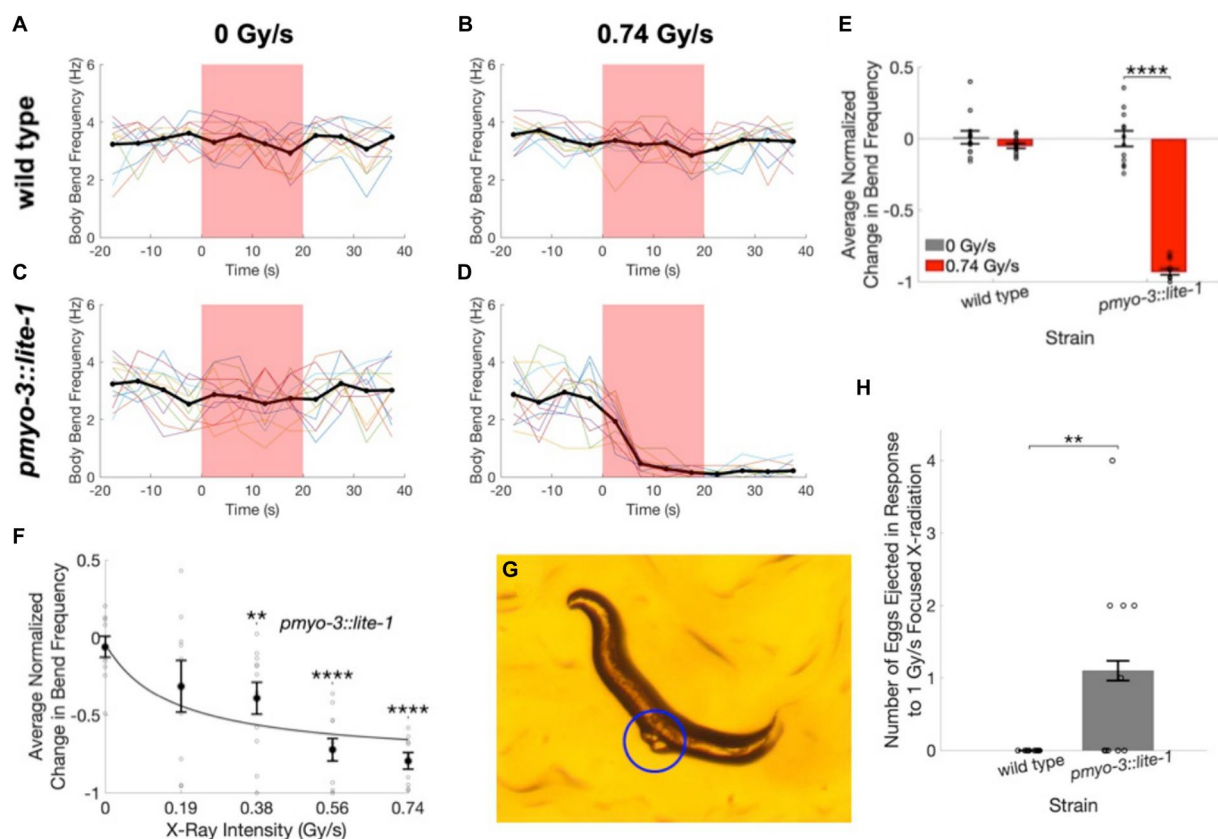 A
0 Gy/s
B
0.74 Gy/s
E
wild type
Body Bend Frequency (Hz)
6
4
2
0
-20 -10 0 10 20 30 40
Time (s)
Body Bend Frequency (Hz)
6
4
2
0
-20 -10 0 10 20 30 40
Time (s)
Average Normalized
Change in Bend Frequency
0.5
0
-0.5
-1
****
0 Gy/s
0.74 Gy/s
wild type
pmyo-3::lite-1
Strain
C
D
pmyo-3::lite-1
Body Bend Frequency (Hz)
6
4
2
0
-20 -10 0 10 20 30 40
Time (s)
Body Bend Frequency (Hz)
6
4
2
0
-20 -10 0 10 20 30 40
Time (s)
F
Average Normalized
Change in Bend Frequency
0.5
0
-0.5
-1
**
pmyo-3::lite-1
****
****
0 0.19 0.38 0.56 0.74
X-Ray Intensity (Gy/s)
G
H
Number of Eggs Ejected in Response
to 1 Gy/s Focused X-radiation
4
3
2
1
0
**
wild type
pmyo-3::lite-1
Strain